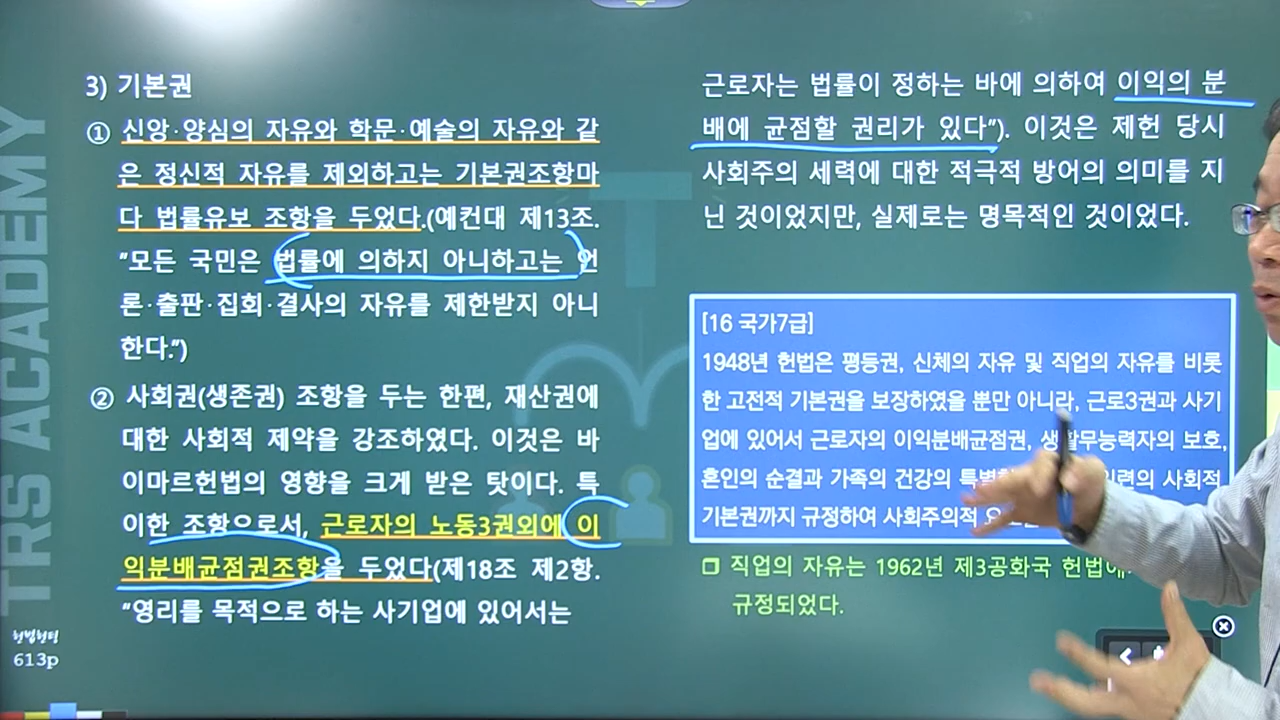 TRS ACADEMY
3) 기본권
① 신앙·양심의 자유와 학문·예술의 자유와 같
은 정신적 자유를 제외하고는 기본권조항마
다 법률유보 조항을 두었다.(예컨대 제13조.
"모든 국민은 법률에 의하지 아니하고는 언
론·출판·집회·결사의 자유를 제한받지 아니
한다.")
② 사회권(생존권) 조항을 두는 한편, 재산권에
대한 사회적 제약을 강조하였다. 이것은 바
이마르헌법의 영향을 크게 받은 탓이다. 특
이한 조항으로서, 근로자의 노동3권외에 이
익분배균점권조항을 두었다(제18조 제2항.
"영리를 목적으로 하는 사기업에 있어서는
근로자는 법률이 정하는 바에 의하여 이익의 분
배에 균점할 권리가 있다"). 이것은 제헌 당시
사회주의 세력에 대한 적극적 방어의 의미를 지
닌 것이었지만, 실제로는 명목적인 것이었다.
[16 국가7급]
1948년 헌법은 평등권, 신체의 자유 및 직업의 자유를 비롯
한 고전적 기본권을 보장하였을 뿐만 아니라, 근로3권과 사기
업에 있어서 근로자의 이익분배균점권, 생활무능력자의 보호,
혼인의 순결과 가족의 건강의 특별한 사회적
기본권까지 규정하여 사회주의적
직업의 자유는 1962년 제3공화국 헌법에
규정되었다.
613p